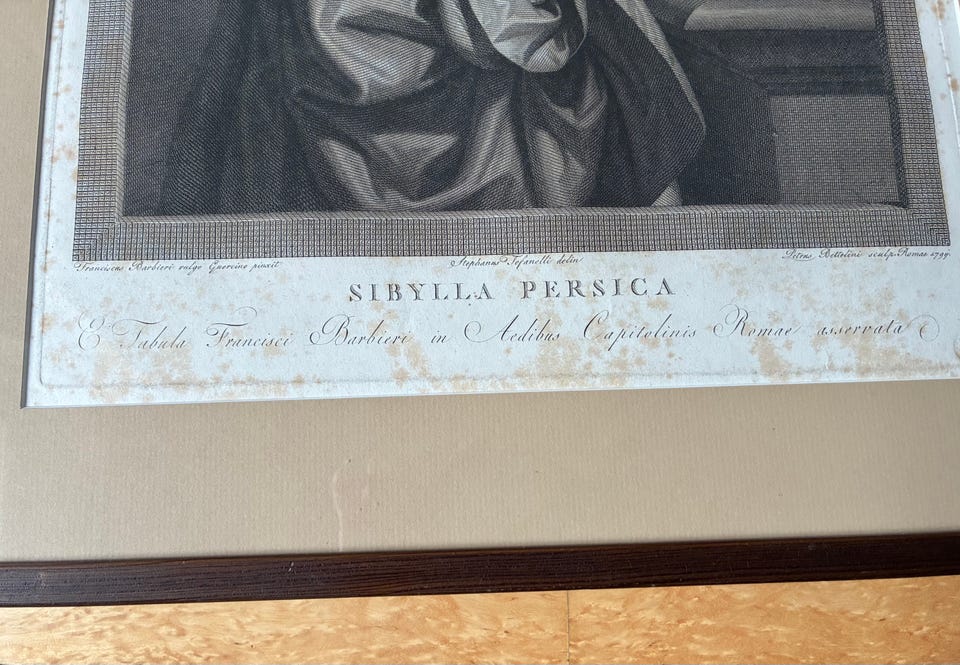 Franciscus Barbieri vulgo Guercino pinxit Stephanus Tofanelli delin. Petrus Bettelini sculp. Romae
SIBYLLA PERSICA
E Tabula Francisci Barbieri in Aedibus Capitolinis Romae asservata